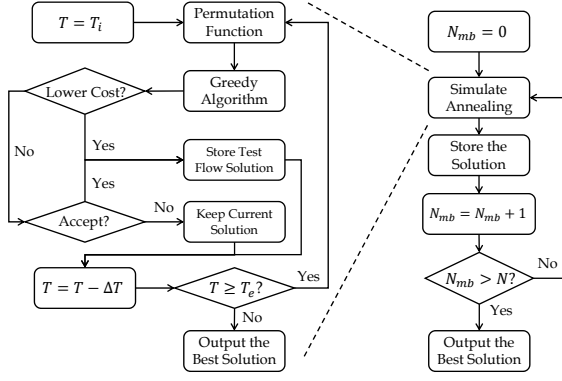 T = T_i
Permutation
Function
Greedy
Algorithm
Lower Cost?
No
Yes
Store Test
Flow Solution
Yes
Accept?
No
Keep Current
Solution
T = T − ΔT
T ≥ T_e?
Yes
No
Output the
Best Solution
N_mb = 0
Simulate
Annealing
Store the
Solution
N_mb = N_mb + 1
N_mb > N?
No
Yes
Output the
Best Solution